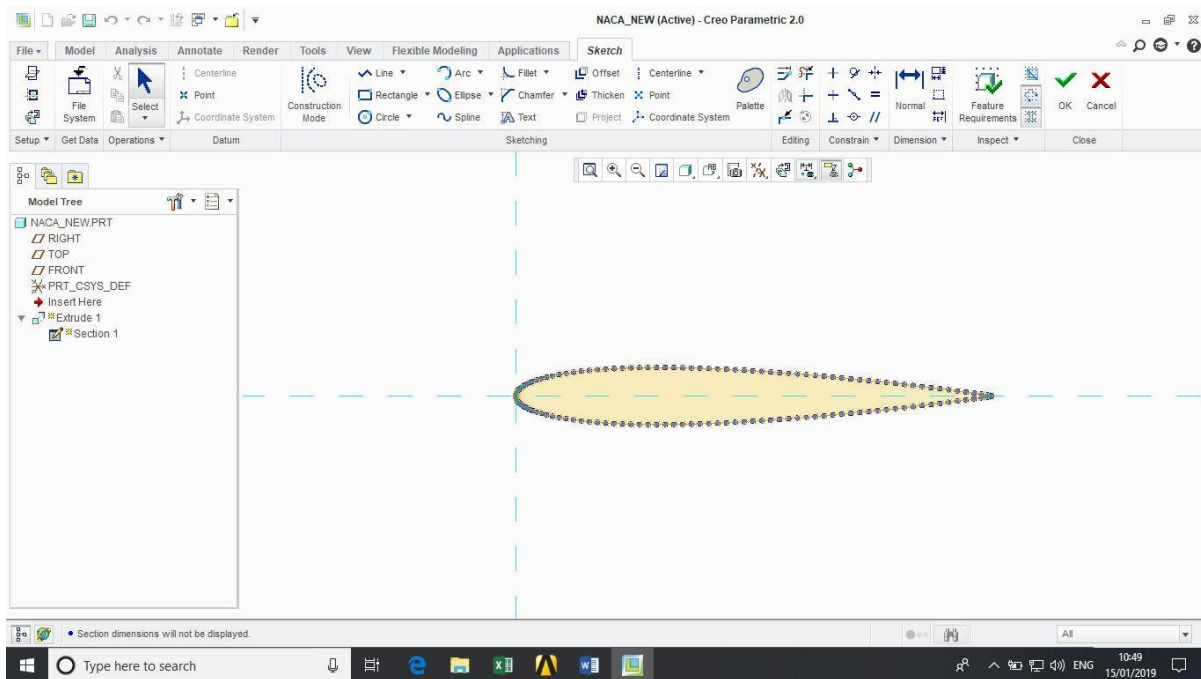 NACA_NEW (Active) - Creo Parametric 2.0
File Model Analysis Annotate Render Tools View Flexible Modeling Applications Sketch
Centerline Line Arc Fillet Offset Centerline
File System Select Point Construction Mode Rectangle Ellipse Chamfer Thicken Point Palette Normal Feature Requirements OK Cancel
Coordinate System Circle Spline Text Project Coordinate System
Setup Get Data Operations Datum Sketching Editing Constrain Dimension Inspect Close
Model Tree
NACA_NEW.PRT
RIGHT
TOP
FRONT
PRT_CSYS_DEF
Insert Here
Extrude 1
Section 1
Section dimensions will not be displayed.
All
Type here to search
ENG
10:49
15/01/2019